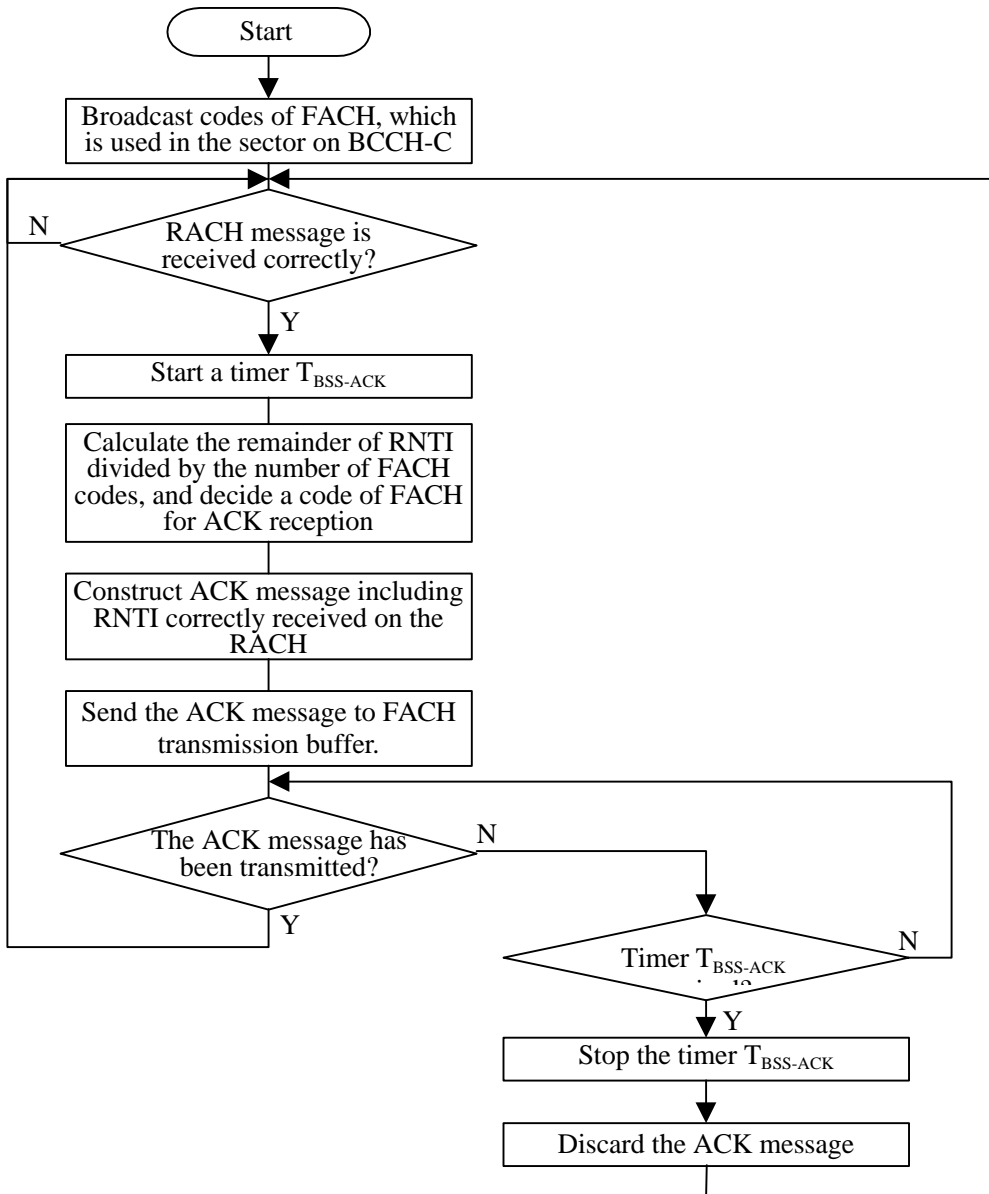 Start
Broadcast codes of FACH, which
is used in the sector on BCCH-C
N
RACH message is
received correctly?
Y
Start a timer T_BSS-ACK
Calculate the remainder of RNTI
divided by the number of FACH
codes, and decide a code of FACH
for ACK reception
Construct ACK message including
RNTI correctly received on the
RACH
Send the ACK message to FACH
transmission buffer.
The ACK message has
been transmitted?
N
Y
Timer T_BSS-ACK
N
Y
Stop the timer T_BSS-ACK
Discard the ACK message